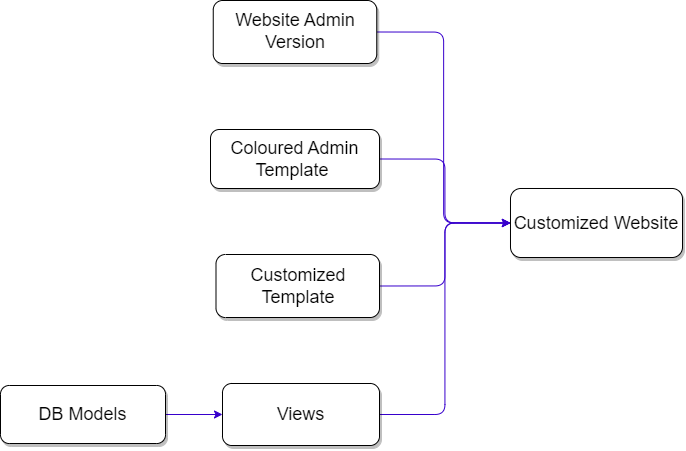 Website Admin
Version
Coloured Admin
Template
Customized Website
Customized
Template
DB Models
Views